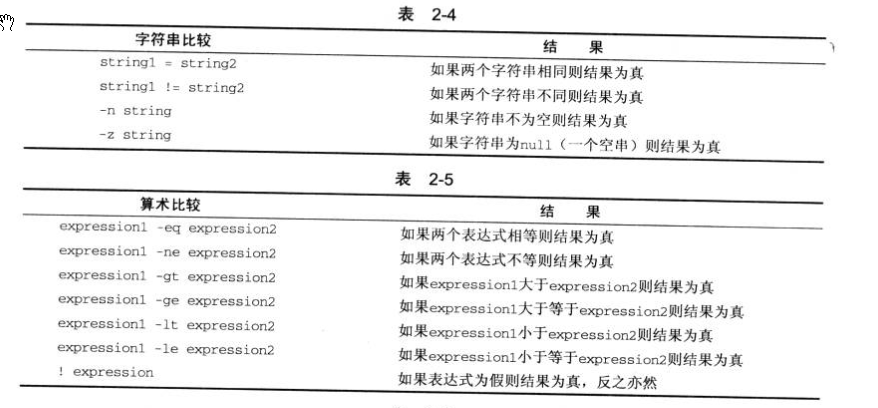 表 2-4
字符串比较 结 果
string1 = string2 如果两个字符串相同则结果为真
string1 != string2 如果两个字符串不同则结果为真
-n string 如果字符串不为空则结果为真
-z string 如果字符串为null（一个空串）则结果为真
表 2-5
算术比较 结 果
expression1 -eq expression2 如果两个表达式相等则结果为真
expression1 -ne expression2 如果两个表达式不等则结果为真
expression1 -gt expression2 如果expression1大于expression2则结果为真
expression1 -ge expression2 如果expression1大于等于expression2则结果为真
expression1 -lt expression2 如果expression1小于expression2则结果为真
expression1 -le expression2 如果expression1小于等于expression2则结果为真
! expression 如果表达式为假则结果为真，反之亦然